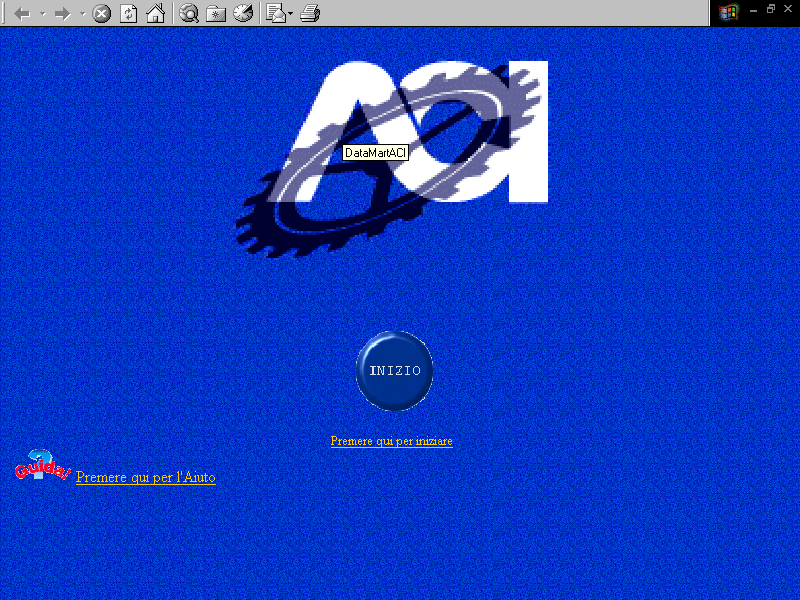 ACI
DataMartACI
INIZIO
Premere qui per iniziare
Guida!
Premere qui per l'Aiuto